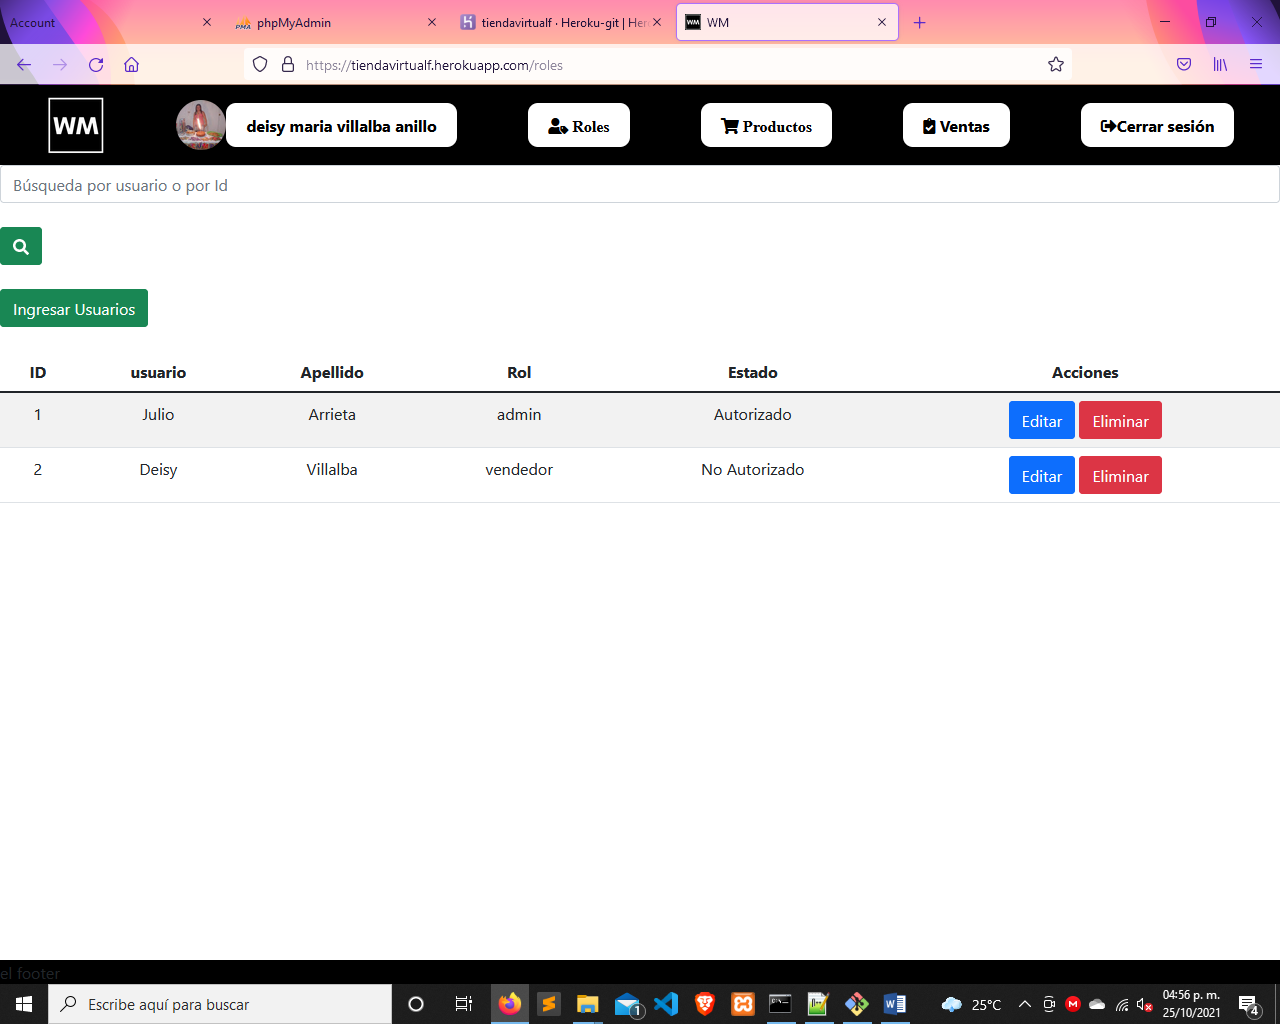 Account
phpMyAdmin
tiendavirtualf · Heroku-git | Her
WM
https://tiendavirtualf.herokuapp.com/roles
WM
deisy maria villalba anillo
Roles
Productos
Ventas
Cerrar sesión
Búsqueda por usuario o por Id
Ingresar Usuarios
ID usuario Apellido Rol Estado Acciones
1 Julio Arrieta admin Autorizado Editar Eliminar
2 Deisy Villalba vendedor No Autorizado Editar Eliminar
el footer
Escribe aquí para buscar
1
25°C
04:56 p. m.
25/10/2021
4